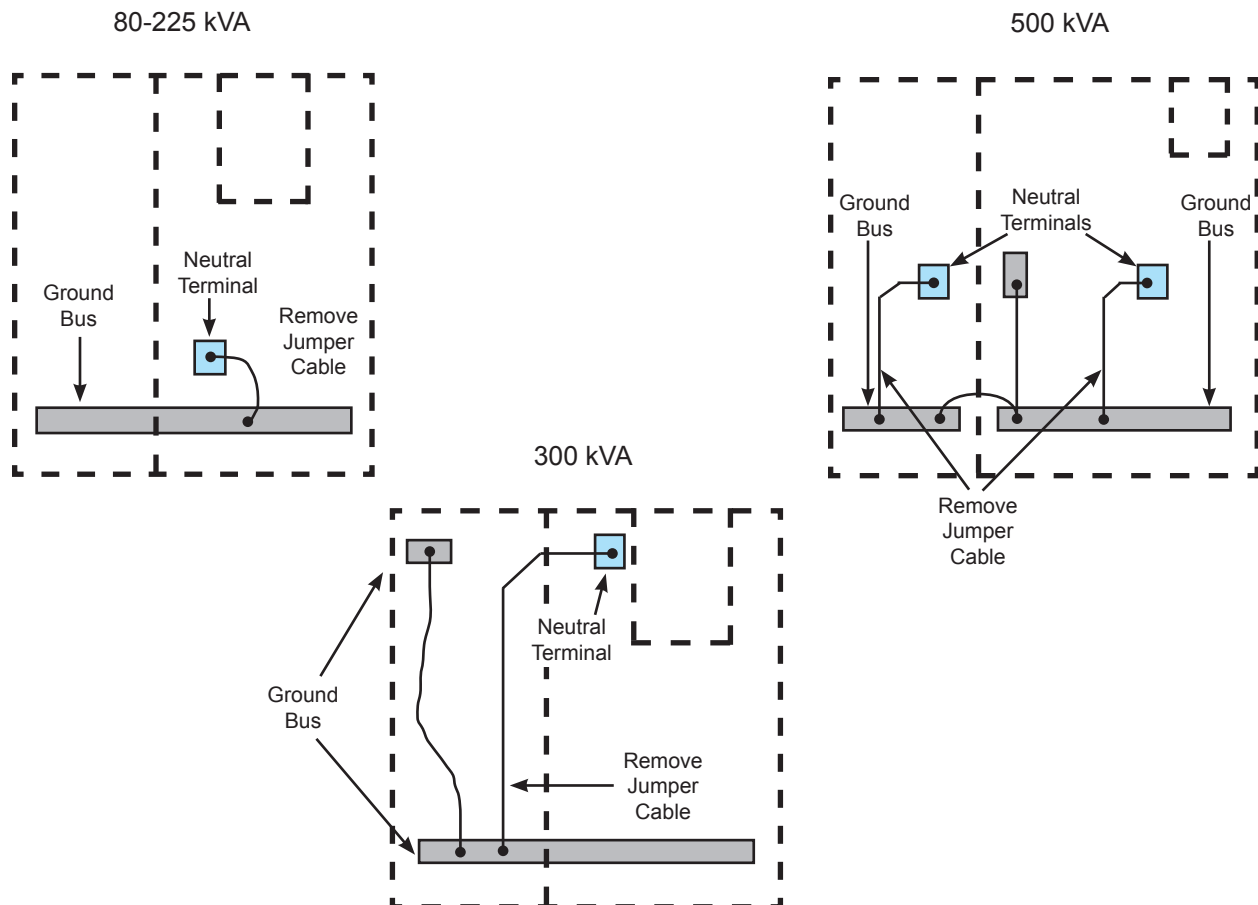 80-225 kVA
500 kVA
Neutral
Terminal
Ground
Bus
Remove
Jumper
Cable
Ground
Bus
Neutral
Terminals
Ground
Bus
Remove
Jumper
Cable
300 kVA
Neutral
Terminal
Ground
Bus
Remove
Jumper
Cable